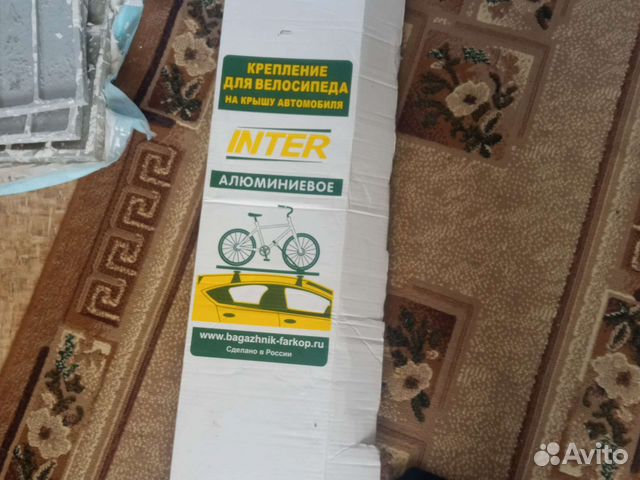 КРЕПЛЕНИЕ
ДЛЯ ВЕЛОСИПЕДА
НА КРЫШУ АВТОМОБИЛЯ
INTER
АЛЮМИНИЕВОЕ
www.bagazhnik-farkop.ru
Сделано в России
Avito